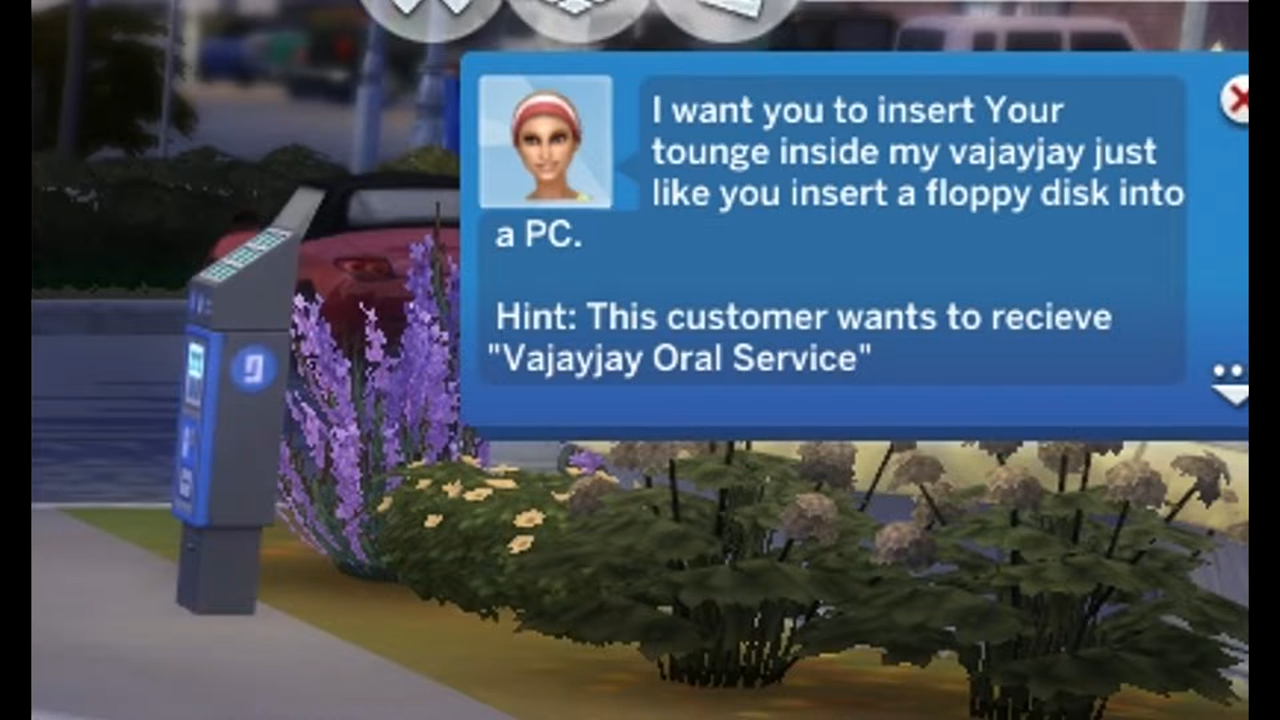 I want you to insert Your
tounge inside my vajayjay just
like you insert a floppy disk into
a PC.
Hint: This customer wants to recieve
"Vajayjay Oral Service"